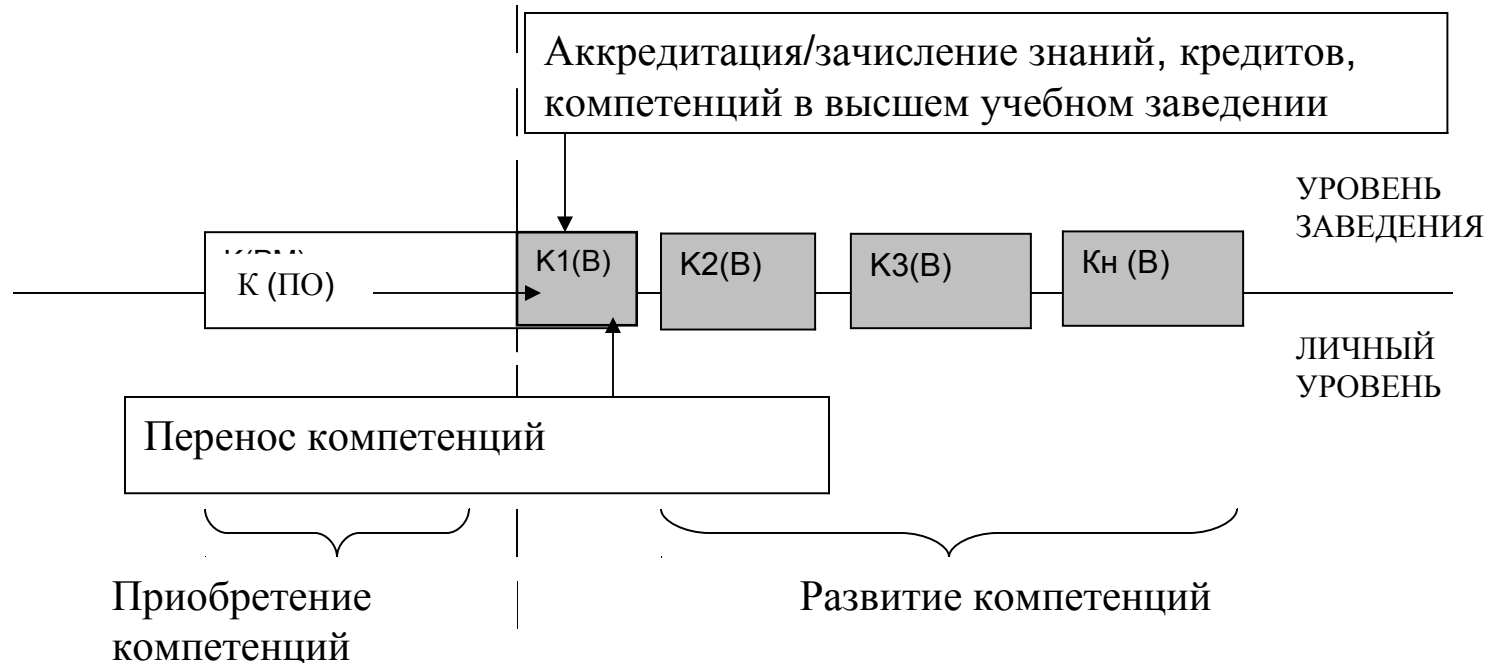 Аккредитация/зачисление знаний, кредитов,
компетенций в высшем учебном заведении
УРОВЕНЬ
ЗАВЕДЕНИЯ
К (ПО)
К1(В)
К2(В)
К3(В)
Кн (В)
ЛИЧНЫЙ
УРОВЕНЬ
Перенос компетенций
Приобретение
компетенций
Развитие компетенций